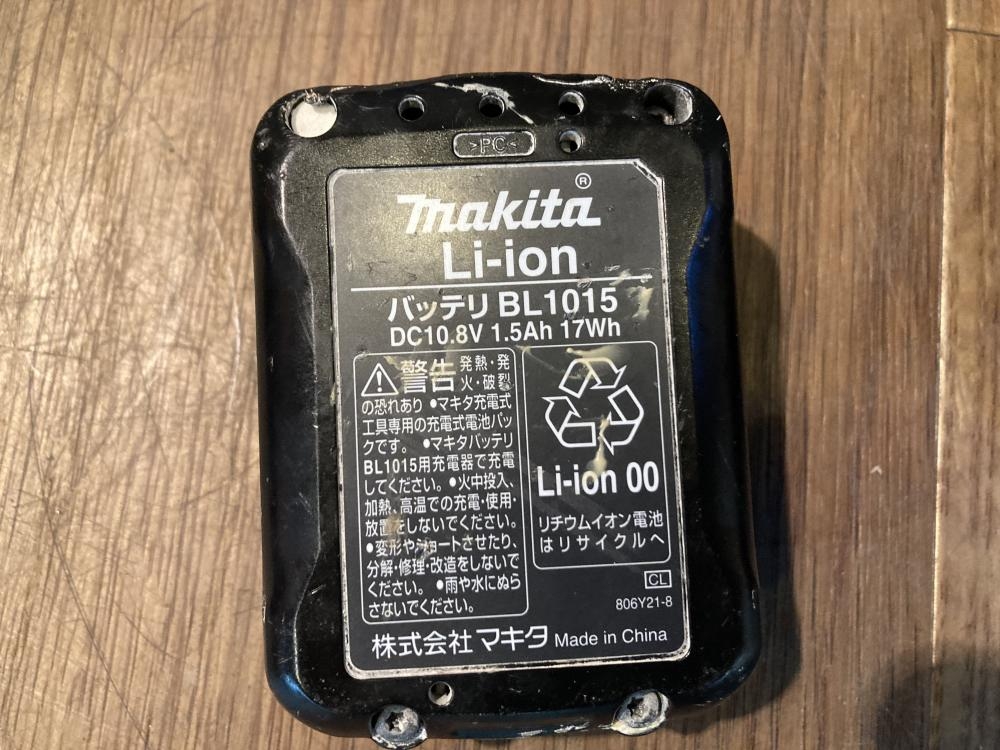 >PC<
makita®
Li-ion
バッテリ BL1015
DC10.8V 1.5Ah 17Wh
警告 発熱・発
火・破裂
の恐れあり •マキタ充電式
工具専用の充電式電池パッ
クです。 •マキタバッテリ
BL1015用充電器で充電
してください。•火中投入、
加熱、高温での充電・使用・
放置をしないでください。
•変形やショートさせたり、
分解・修理・改造をしないで
ください。 •雨や水にぬら
さないでください。
Li-ion 00
リチウムイオン電池
はリサイクルへ
CL
806Y21-8
株式会社 マキタ Made in China